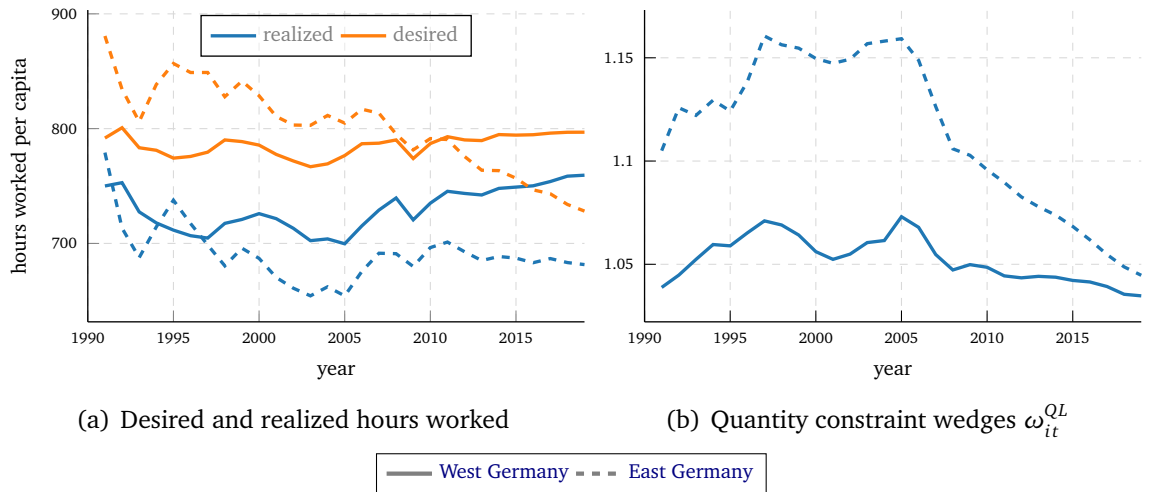 900
800
700
hours worked per capita
realized desired
1990 1995 2000 2005 2010 2015
year
(a) Desired and realized hours worked
1.15
1.1
1.05
1990 1995 2000 2005 2010 2015
year
(b) Quantity constraint wedges ω_{it}^{QL}
West Germany East Germany